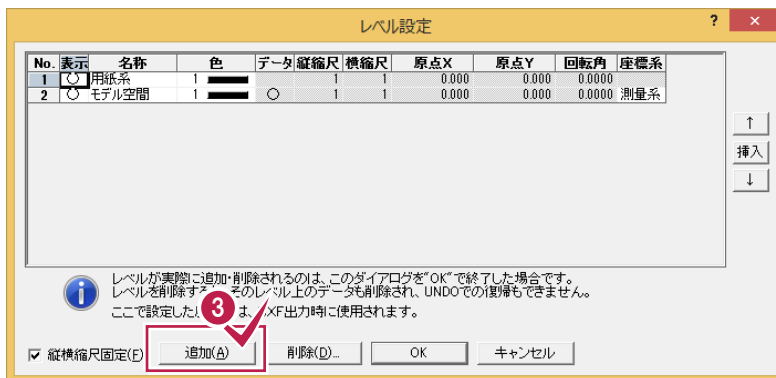 レベル設定
? ×
No. 表示 名称 色 データ 縦縮尺 横縮尺 原点X 原点Y 回転角 座標系
1 用紙系 1 1 1 0.000 0.000 0.0000
2 モデル空間 1 ○ 1 1 0.000 0.000 0.0000 測量系
↑
挿入
↓
レベルが実際に追加・削除されるのは、このダイアログを"OK"で終了した場合です。
レベルを削除する そのレベル上のデータも削除され、UNDOでの復帰もできません。
ここで設定した は、 XF出力時に使用されます。
3
縦横縮尺固定(F) 追加(A) 削除(D)... OK キャンセル